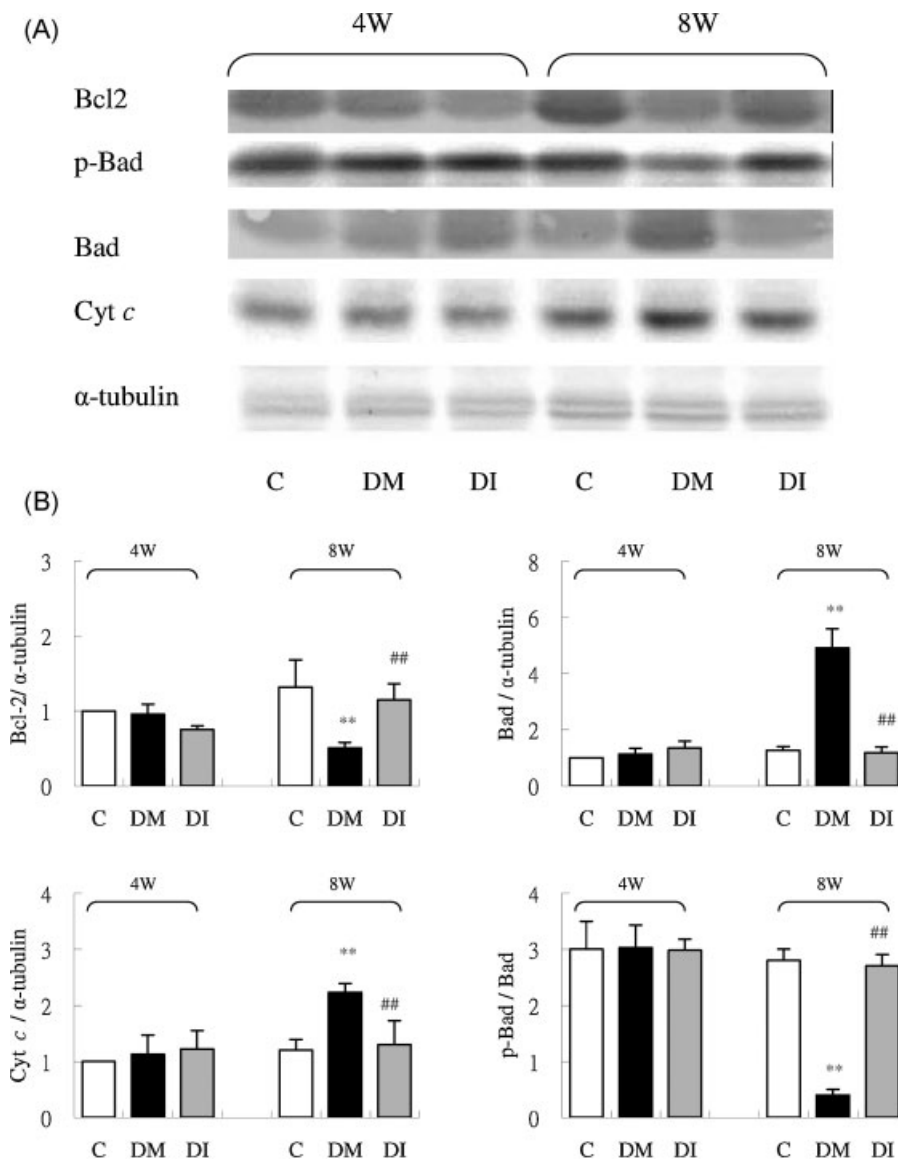 (A)
4W 8W
Bcl2
p-Bad
Bad
Cyt c
α-tubulin
C DM DI C DM DI
(B)
4W 8W
Bcl-2/ α-tubulin
3
2
1
0
**
##
C DM DI C DM DI
4W 8W
Bad / α-tubulin
8
6
4
2
0
**
##
C DM DI C DM DI
4W 8W
Cyt c / α-tubulin
4
3
2
1
0
**
##
C DM DI C DM DI
4W 8W
p-Bad / Bad
4
3
2
1
0
**
##
C DM DI C DM DI